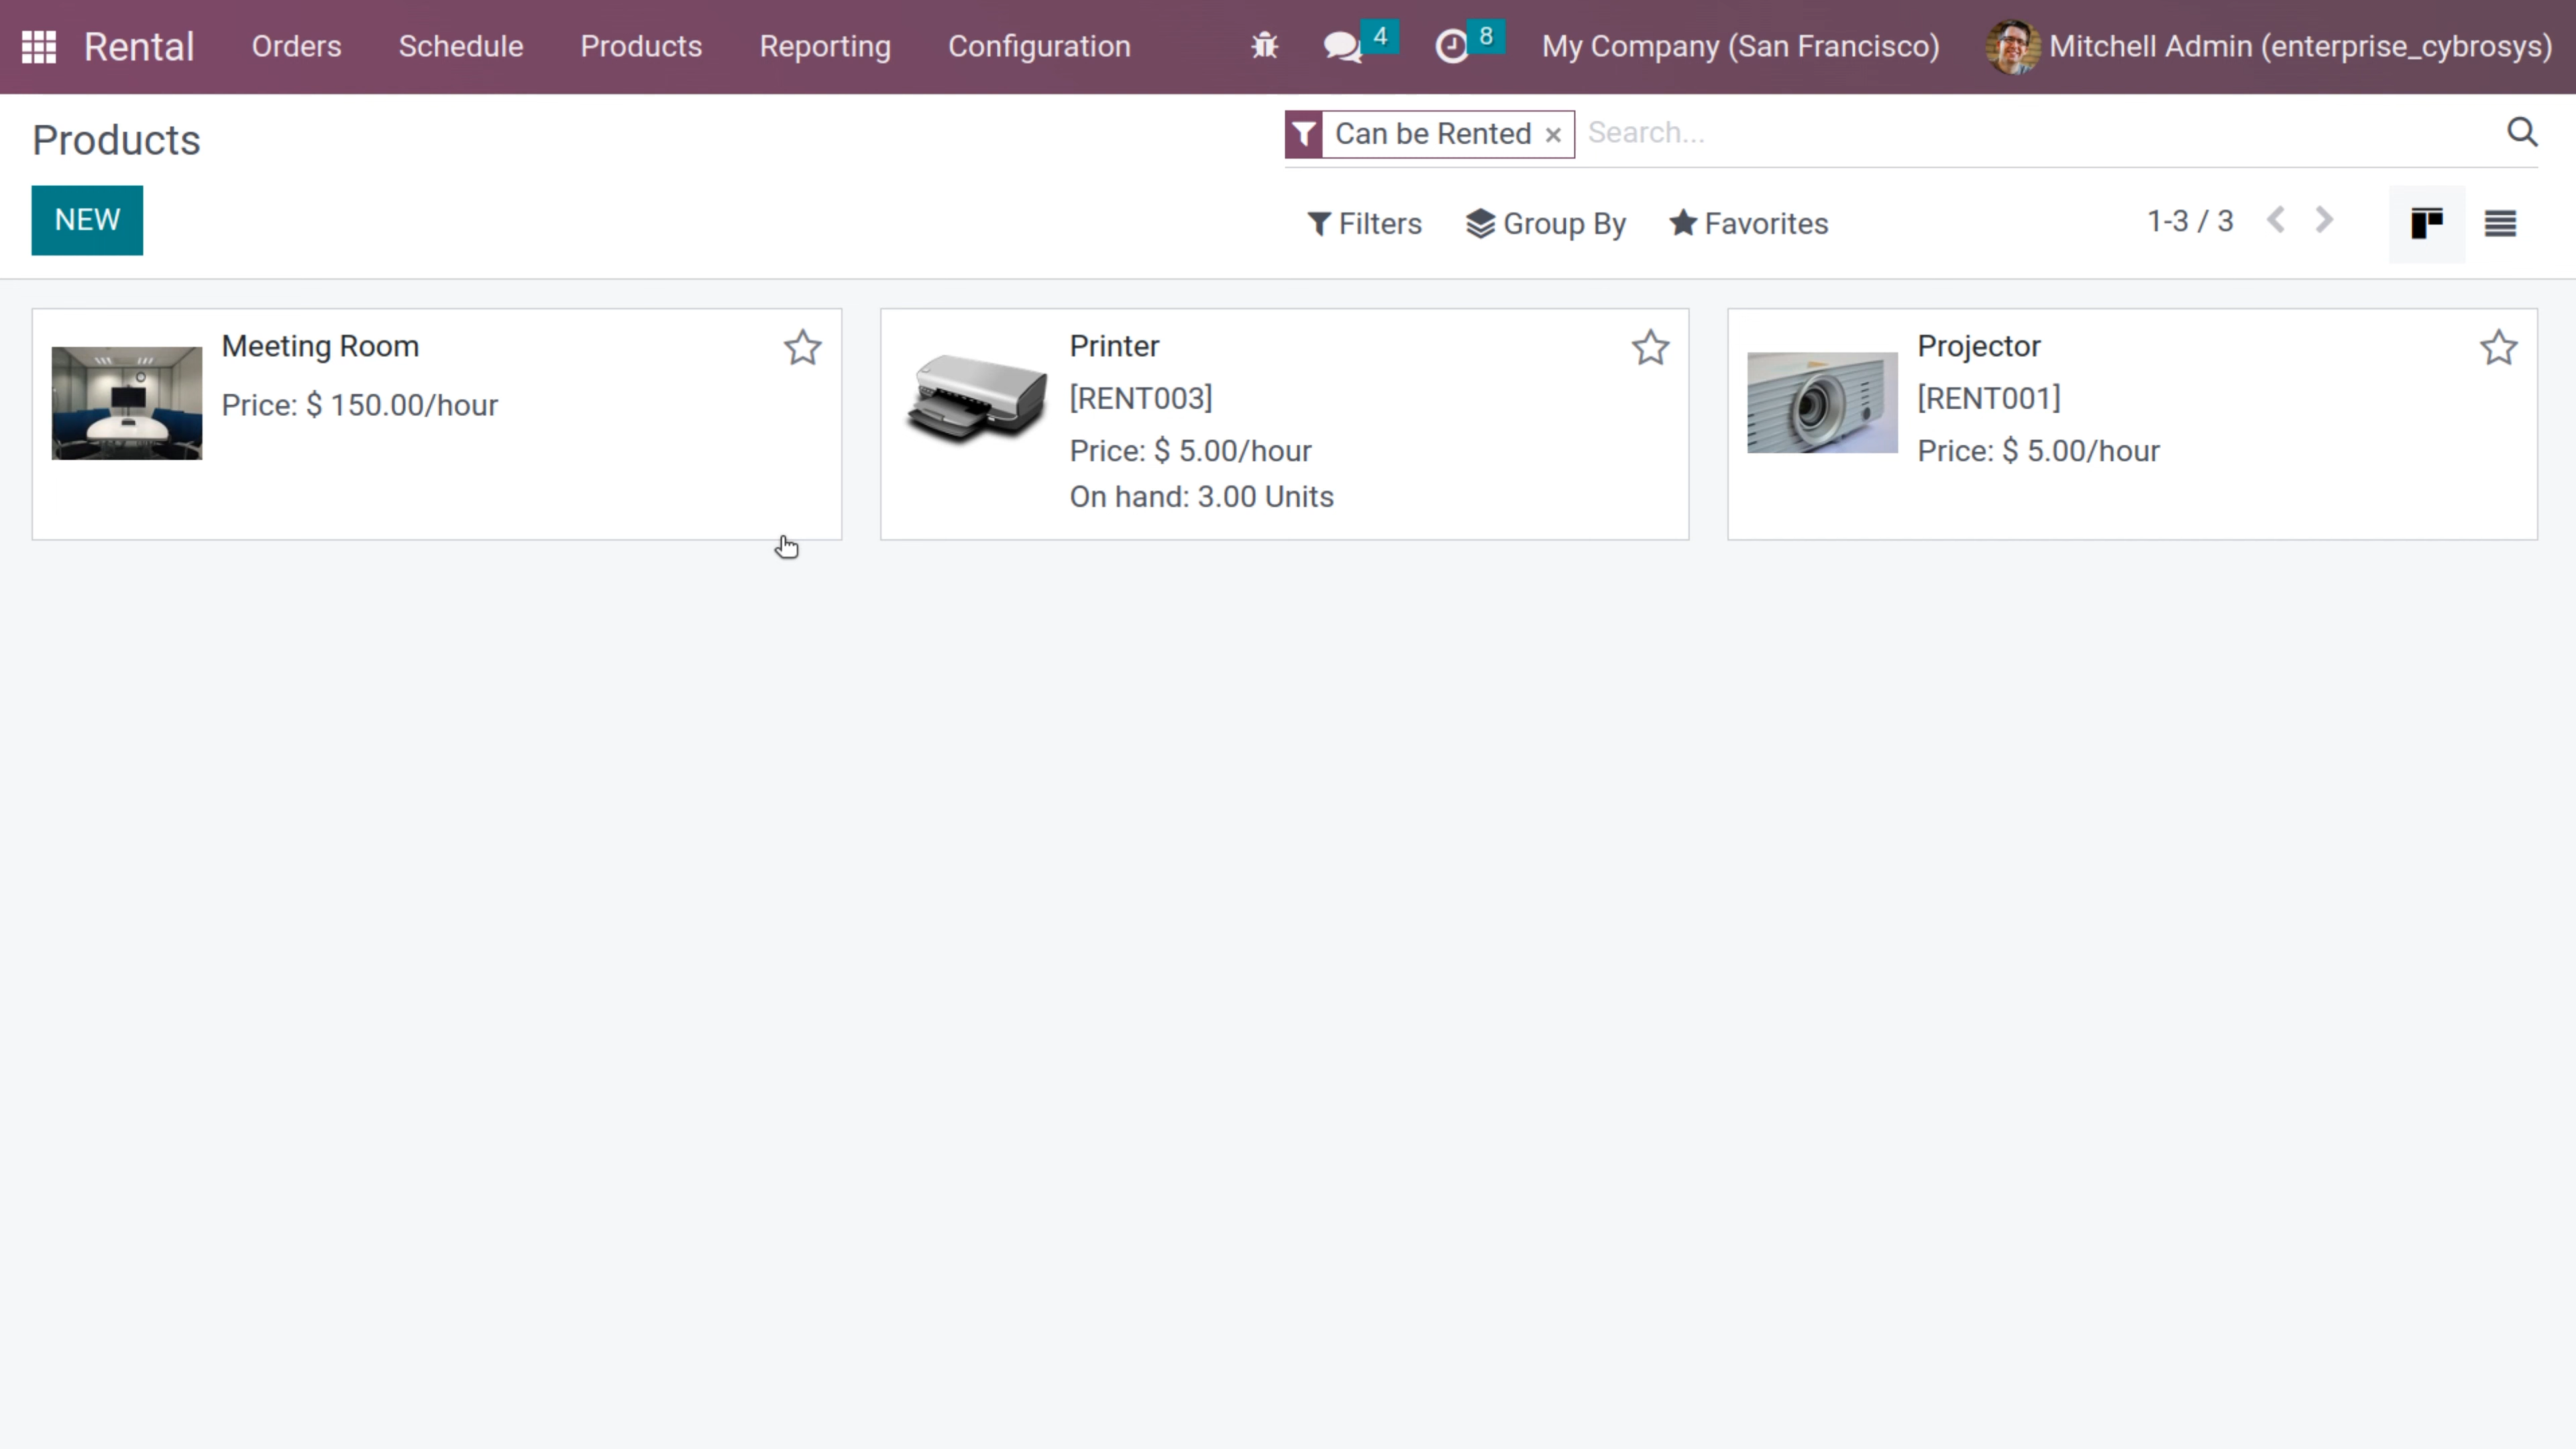 Rental Orders Schedule Products Reporting Configuration 4 8 My Company (San Francisco) Mitchell Admin (enterprise_cybrosys)
Products
Can be Rented × Search...
NEW
Filters Group By Favorites 1-3 / 3
Meeting Room
Price: $ 150.00/hour
Printer
[RENT003]
Price: $ 5.00/hour
On hand: 3.00 Units
Projector
[RENT001]
Price: $ 5.00/hour